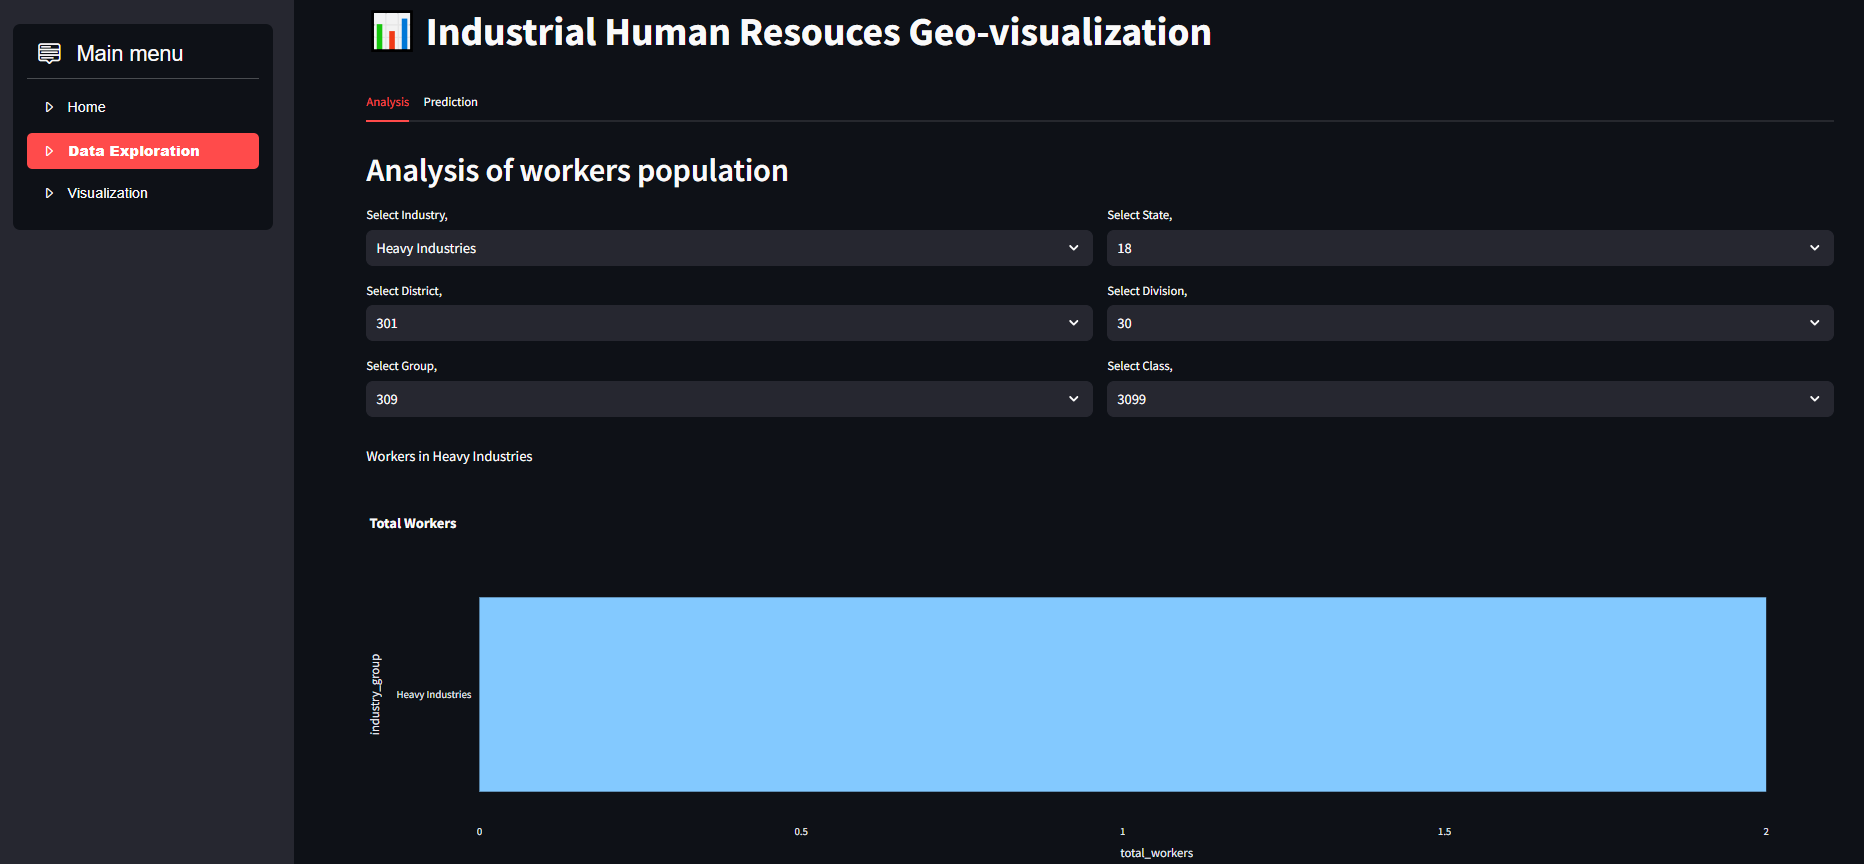 Main menu
Home
Data Exploration
Visualization
Industrial Human Resouces Geo-visualization
Analysis Prediction
Analysis of workers population
Select Industry,
Heavy Industries
Select State,
18
Select District,
301
Select Division,
30
Select Group,
309
Select Class,
3099
Workers in Heavy Industries
Total Workers
industry_group
Heavy Industries
0 0.5 1 1.5 2
total_workers